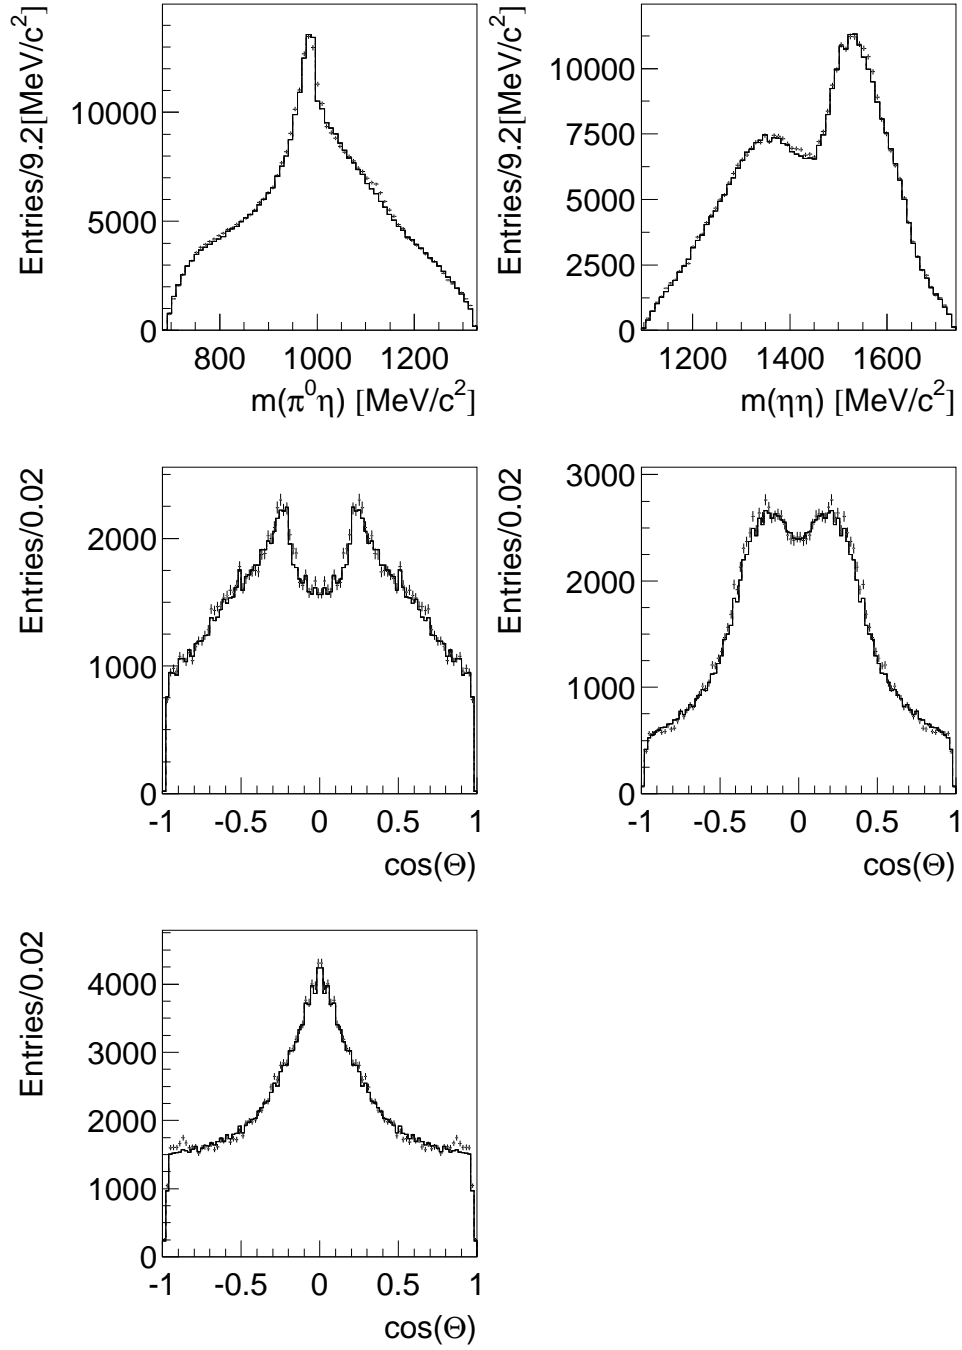 Entries/9.2[MeV/c²]
10000
5000
0
800 1000 1200
m(π⁰η) [MeV/c²]
Entries/9.2[MeV/c²]
10000
7500
5000
2500
0
1200 1400 1600
m(ηη) [MeV/c²]
Entries/0.02
2000
1000
0
-1 -0.5 0 0.5 1
cos(Θ)
Entries/0.02
3000
2000
1000
0
-1 -0.5 0 0.5 1
cos(Θ)
Entries/0.02
4000
3000
2000
1000
0
-1 -0.5 0 0.5 1
cos(Θ)